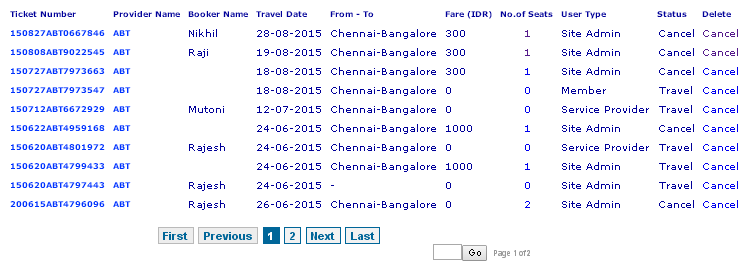 Ticket Number Provider Name Booker Name Travel Date From - To Fare (IDR) No.of Seats User Type Status Delete
150827ABT0667846 ABT Nikhil 28-08-2015 Chennai-Bangalore 300 1 Site Admin Cancel Cancel
150808ABT9022545 ABT Raji 19-08-2015 Chennai-Bangalore 300 1 Site Admin Cancel Cancel
150727ABT7973663 ABT 18-08-2015 Chennai-Bangalore 300 1 Site Admin Cancel Cancel
150727ABT7973547 ABT 18-08-2015 Chennai-Bangalore 0 0 Member Travel Cancel
150712ABT6672929 ABT Mutoni 12-07-2015 Chennai-Bangalore 0 0 Service Provider Travel Cancel
150622ABT4959168 ABT 24-06-2015 Chennai-Bangalore 1000 1 Site Admin Cancel Cancel
150620ABT4801972 ABT Rajesh 24-06-2015 Chennai-Bangalore 0 0 Service Provider Travel Cancel
150620ABT4799433 ABT 24-06-2015 Chennai-Bangalore 1000 1 Site Admin Travel Cancel
150620ABT4797443 ABT Rajesh 24-06-2015 - 0 0 Site Admin Travel Cancel
200615ABT4796096 ABT Rajesh 26-06-2015 Chennai-Bangalore 0 2 Site Admin Cancel Cancel
First Previous 1 2 Next Last
Go Page 1 of 2